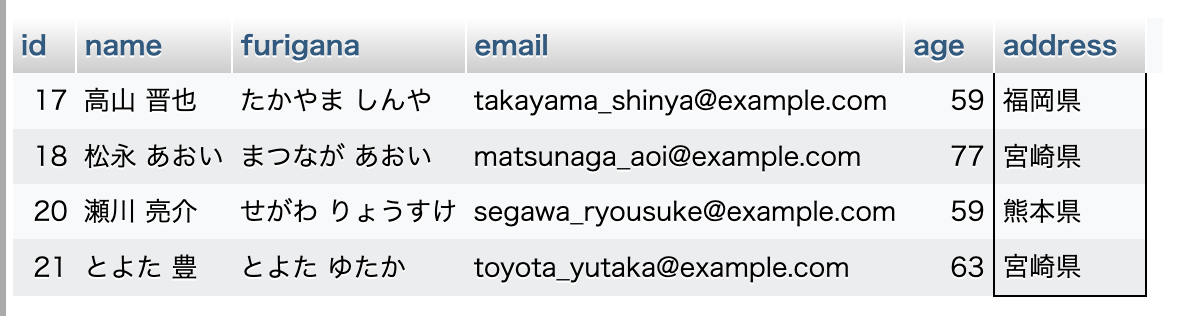 id name furigana email age address
17 高山 晋也 たかやま しんや takayama_shinya@example.com 59 福岡県
18 松永 あおい まつなが あおい matsunaga_aoi@example.com 77 宮崎県
20 瀬川 亮介 せがわ りょうすけ segawa_ryousuke@example.com 59 熊本県
21 とよた 豊 とよた ゆたか toyota_yutaka@example.com 63 宮崎県